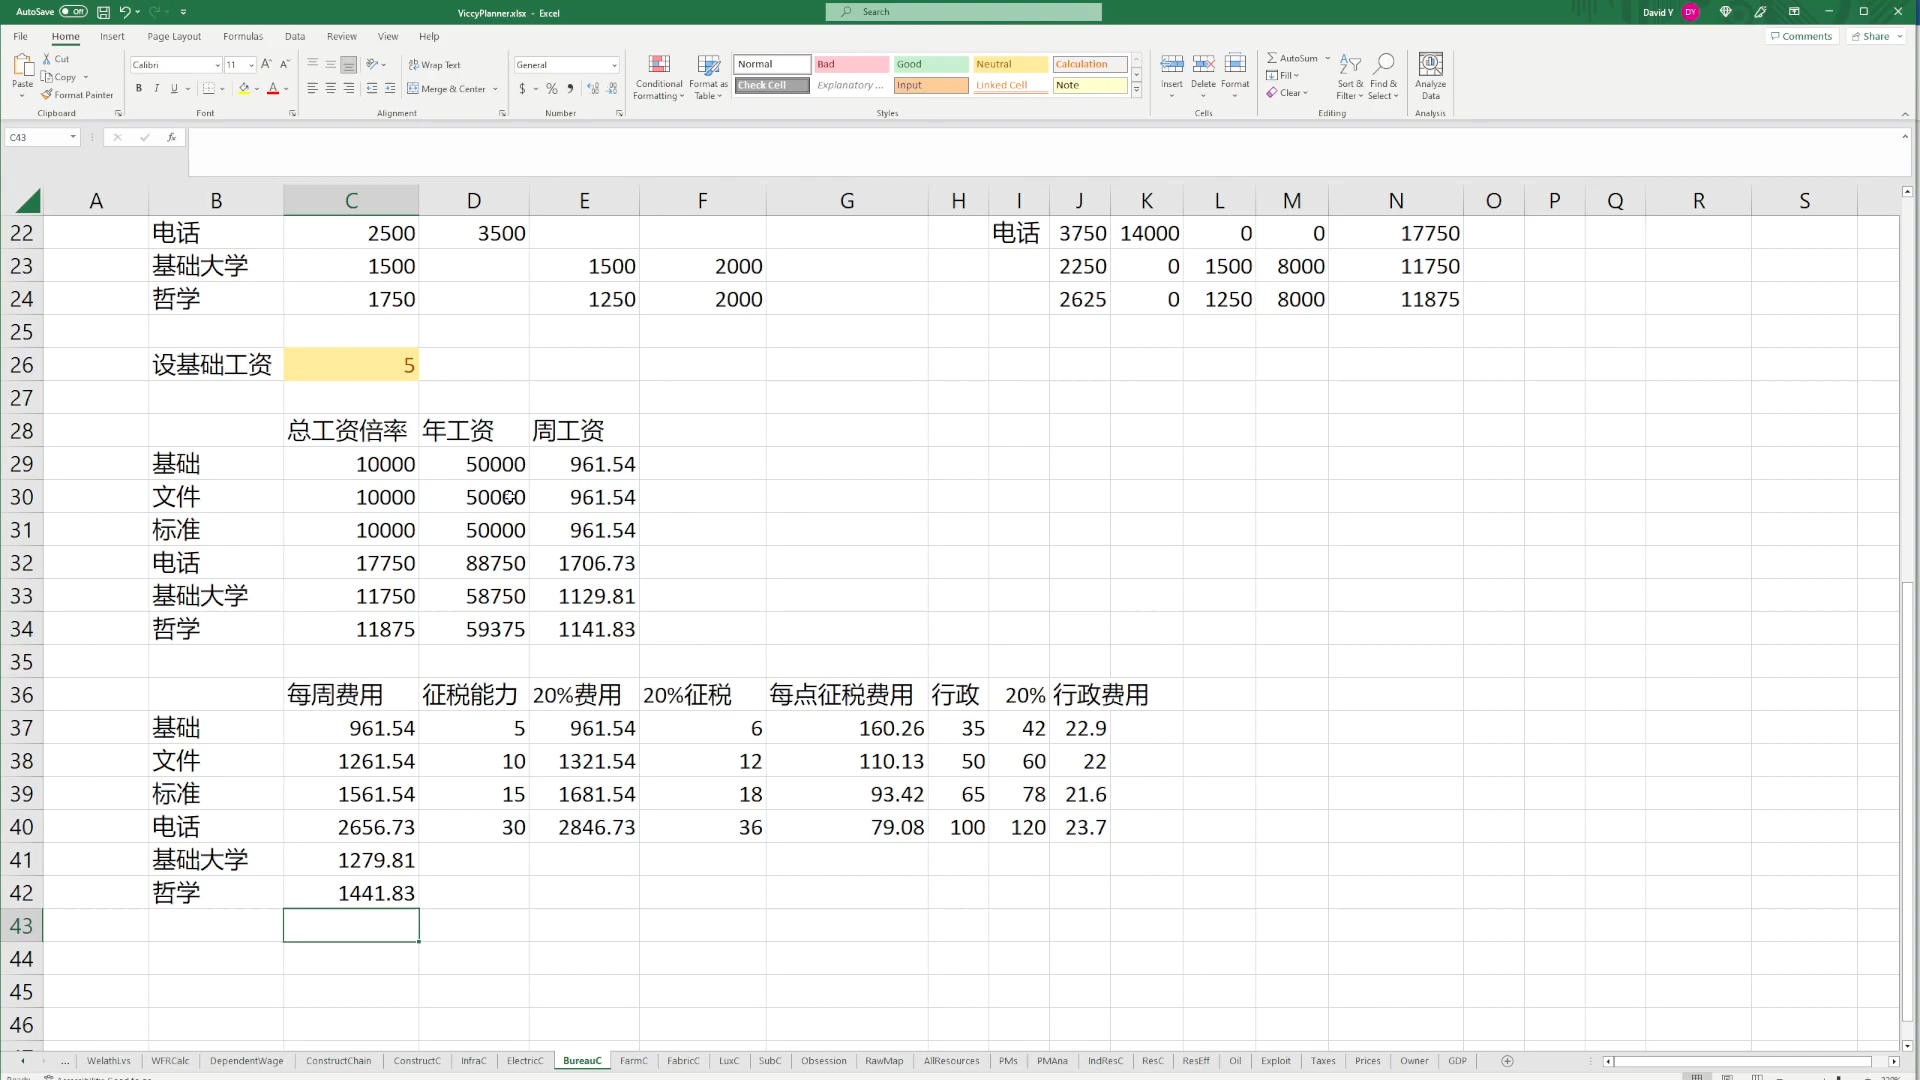 AutoSave Off ViccyPlanner.xlsx - Excel Search David Y DY
File Home Insert Page Layout Formulas Data Review View Help Comments Share
Paste Cut Copy Format Painter Clipboard
Calibri 11 B I U Font
Wrap Text Merge & Center Alignment
General $ % Number
Conditional Formatting Format as Table
Normal Bad Good Neutral Calculation
Check Cell Explanatory ... Input Linked Cell Note
Styles
Insert Delete Format Cells
AutoSum Fill Clear Sort & Filter Find & Select Editing
Analyze Data Analysis
C43 fx
A B C D E F G H I J K L M N O P Q R S
22 电话 2500 3500 电话 3750 14000 0 0 17750
23 基础大学 1500 1500 2000 2250 0 1500 8000 11750
24 哲学 1750 1250 2000 2625 0 1250 8000 11875
25
26 设基础工资 5
27
28 总工资倍率 年工资 周工资
29 基础 10000 50000 961.54
30 文件 10000 50000 961.54
31 标准 10000 50000 961.54
32 电话 17750 88750 1706.73
33 基础大学 11750 58750 1129.81
34 哲学 11875 59375 1141.83
35
36 每周费用 征税能力 20%费用 20%征税 每点征税费用 行政 20% 行政费用
37 基础 961.54 5 961.54 6 160.26 35 42 22.9
38 文件 1261.54 10 1321.54 12 110.13 50 60 22
39 标准 1561.54 15 1681.54 18 93.42 65 78 21.6
40 电话 2656.73 30 2846.73 36 79.08 100 120 23.7
41 基础大学 1279.81
42 哲学 1441.83
43
44
45
46
... WelathLvs WFRCalc DependentWage ConstructChain ConstructC InfraC ElectricC BureauC FarmC FabricC LuxC SubC Obsession RawMap AllResources PMs PMAna IndResC ResC ResEff Oil Exploit Taxes Prices Owner GDP